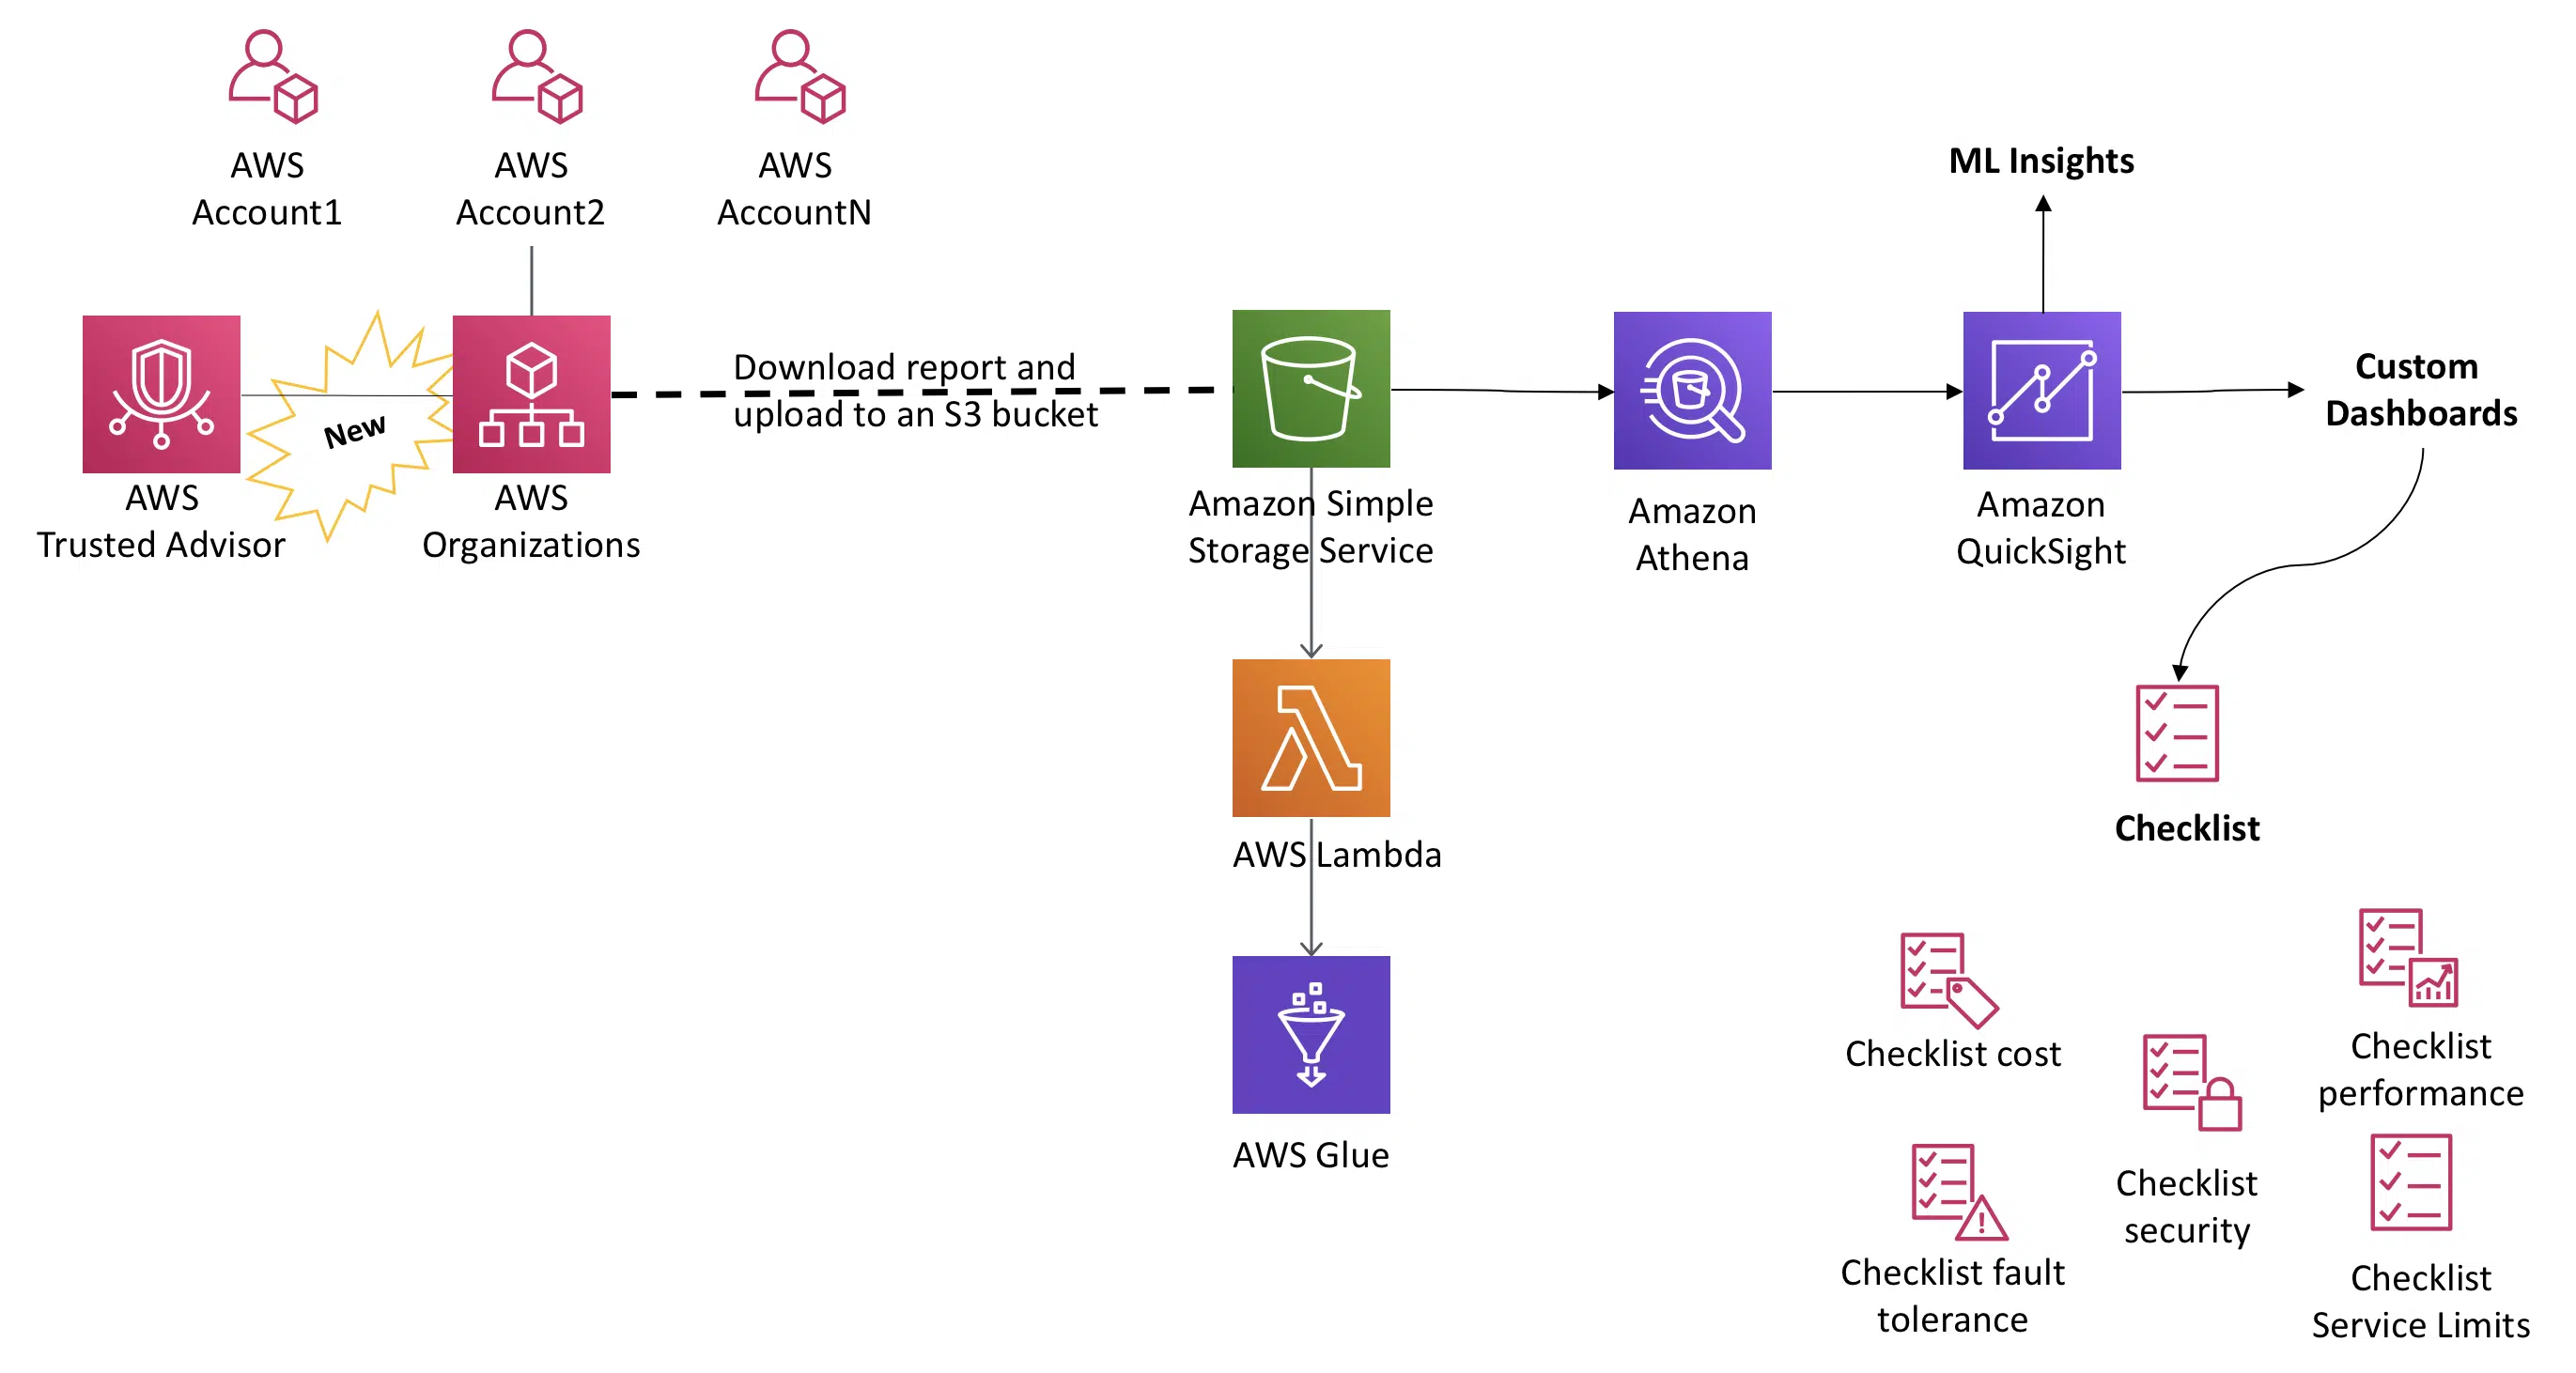 AWS
Account1
AWS
Account2
AWS
AccountN
ML Insights
New
AWS
Trusted Advisor
AWS
Organizations
Download report and
upload to an S3 bucket
Amazon Simple
Storage Service
Amazon
Athena
Amazon
QuickSight
Custom
Dashboards
AWS Lambda
AWS Glue
Checklist
Checklist cost
Checklist
performance
Checklist
security
Checklist fault
tolerance
Checklist
Service Limits